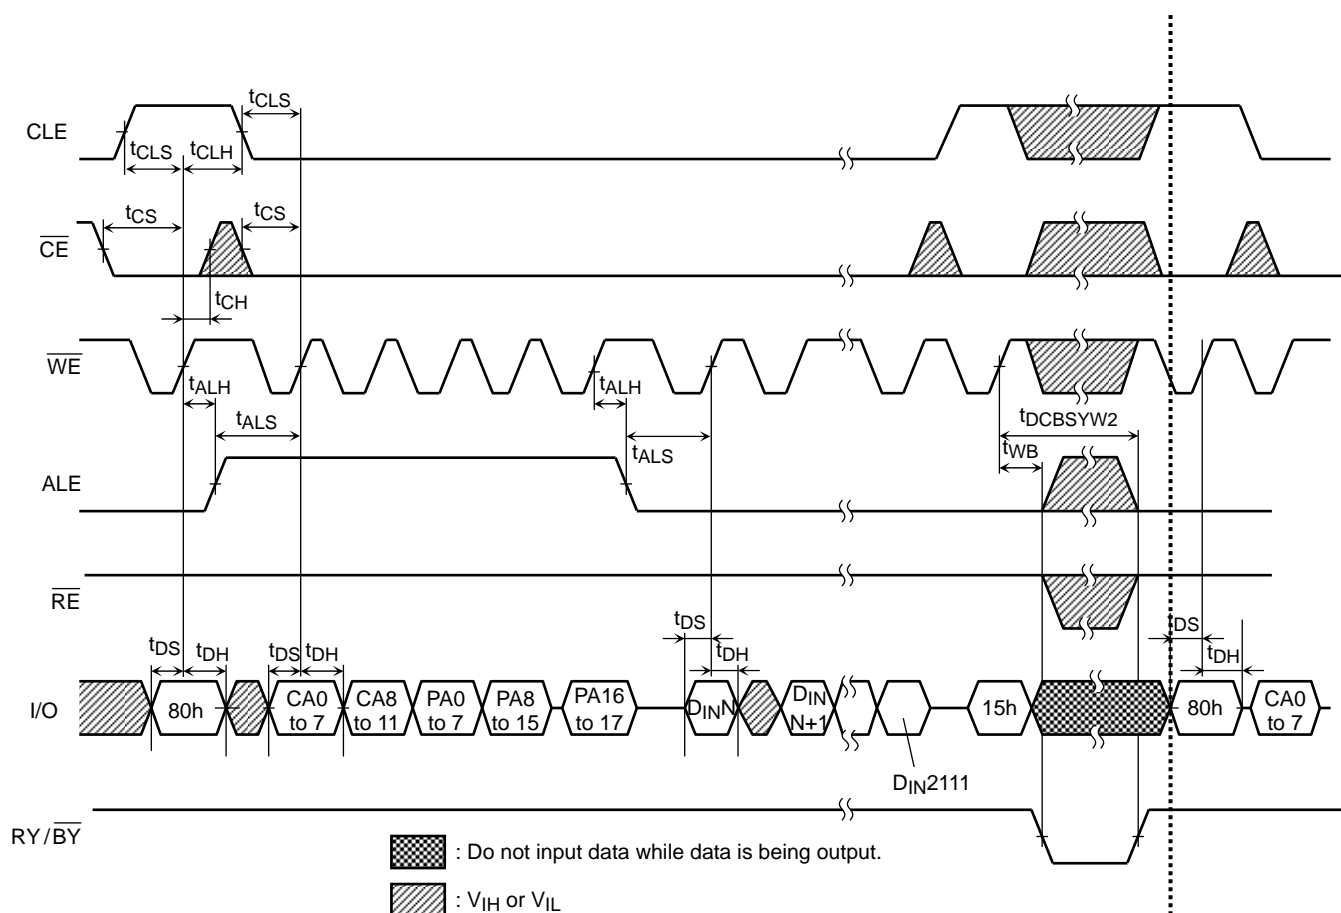 tCLS
CLE
tCLS tCLH
tCS tCS
CE
tCH
WE
tALH tALH
tALS tDCBSYW2
tALS tWB
ALE
RE
tDS tDH tDS tDH tDS tDH DS tDH
I/O 80h CA0 to 7 CA8 to 11 PA0 to 7 PA8 to 15 PA16 to 17 DINN DIN N+1 15h 80h CA0 to 7
DIN2111
RY/BY
: Do not input data while data is being output.
: VIH or VIL